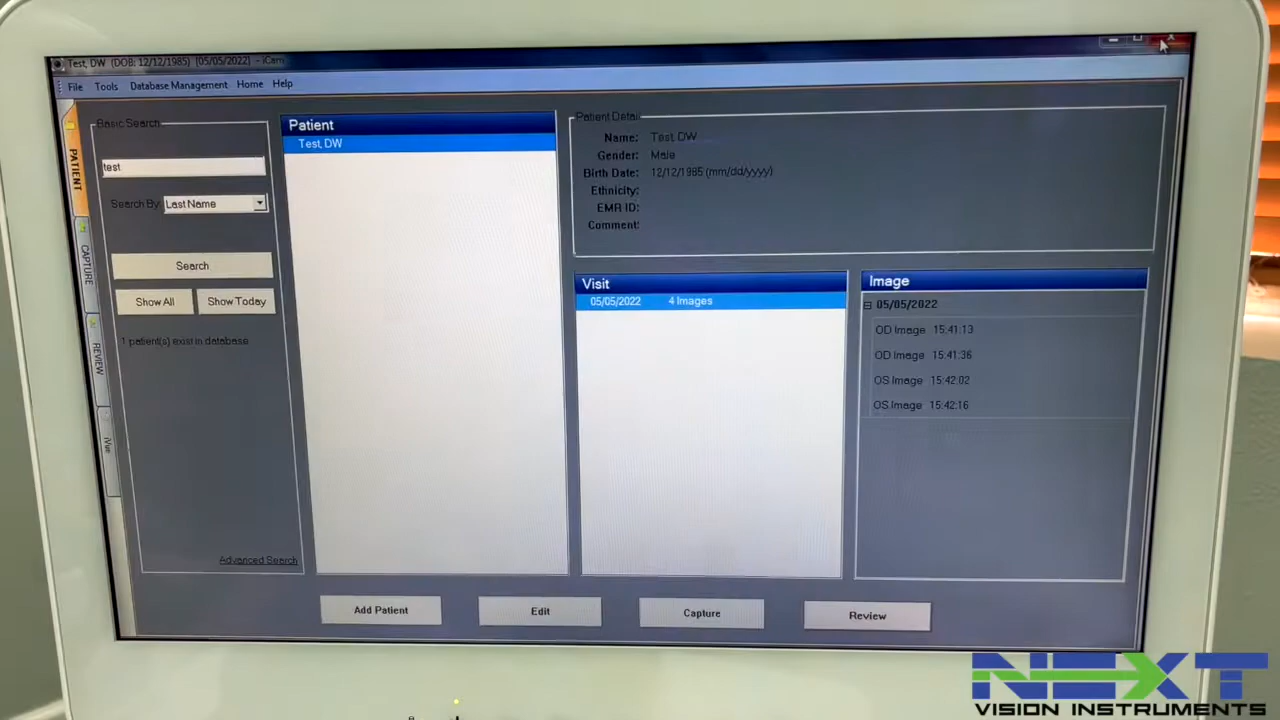 Test, DW (DOB: 12/12/1985) [05/05/2022] - iCam
File Tools Database Management Home Help
PATIENT
CAPTURE
REVIEW
iVue
Basic Search
test
Search By: Last Name
Search
Show All Show Today
1 patient(s) exist in database
Advanced Search
Patient
Test, DW
Patient Detail
Name: Test, DW
Gender: Male
Birth Date: 12/12/1985 (mm/dd/yyyy)
Ethnicity:
EMR ID:
Comment:
Visit
05/05/2022 4 Images
Image
05/05/2022
OD Image 15:41:13
OD Image 15:41:36
OS Image 15:42:02
OS Image 15:42:16
Add Patient Edit Capture Review
NEXT
VISION INSTRUMENTS